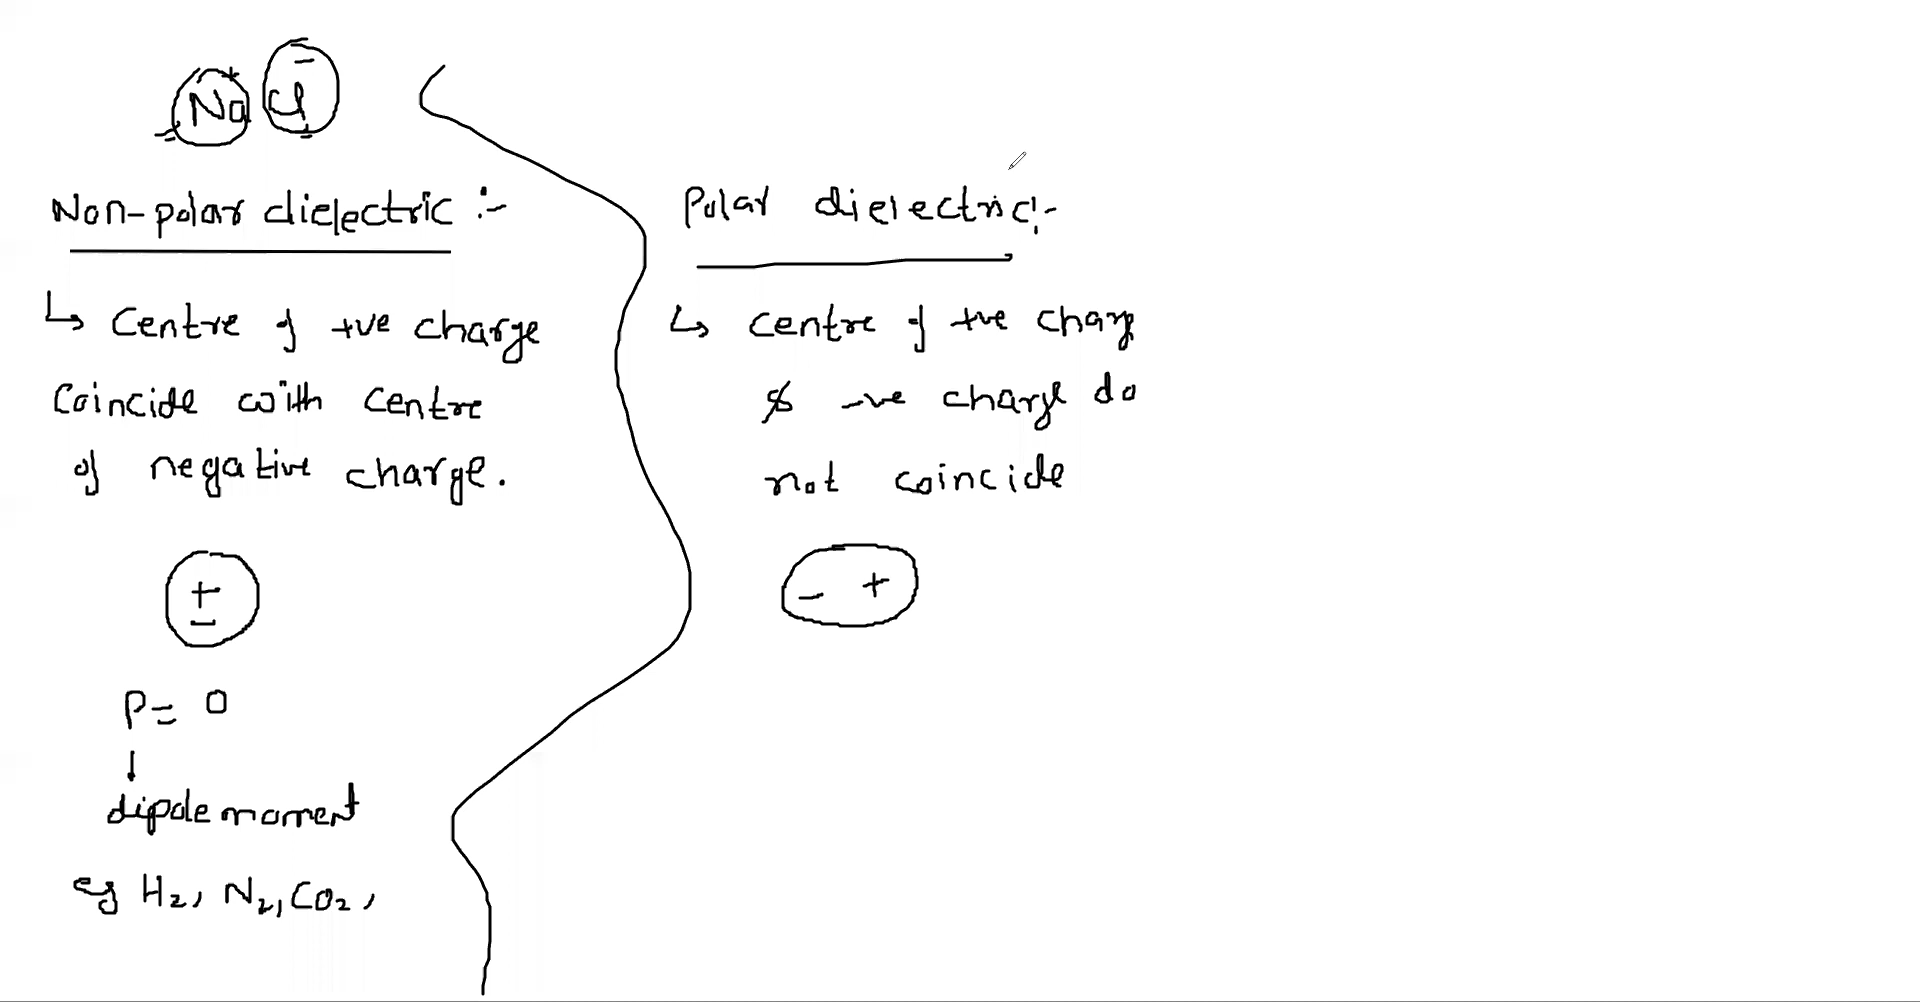 Na+ Cl-
Non-polar dielectric :-
↳ Centre of +ve charge
Coincide with centre
of negative charge.
+
-
P = 0
↓
dipole moment
eg H₂, N₂, CO₂,
Polar dielectric :-
↳ centre of +ve charge
& -ve charge do
not coincide
- +